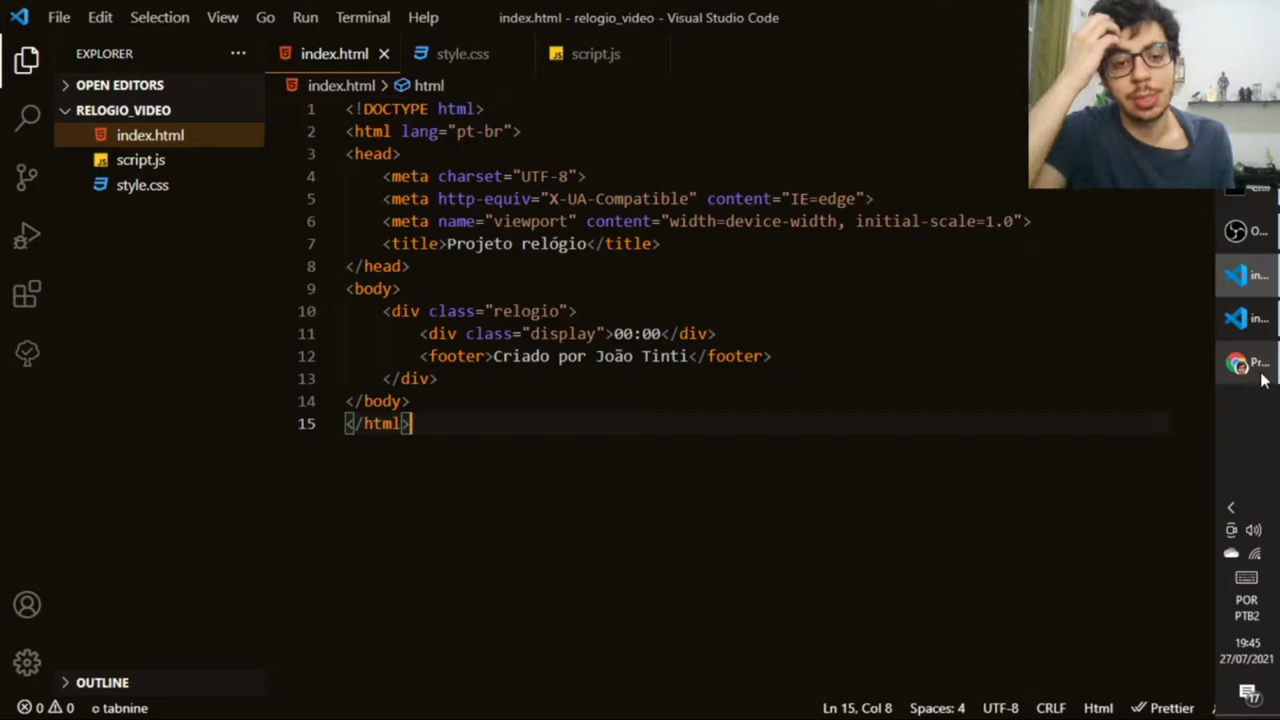 File Edit Selection View Go Run Terminal Help
index.html - relogio_video - Visual Studio Code
EXPLORER
OPEN EDITORS
RELOGIO_VIDEO
index.html
script.js
style.css
OUTLINE
index.html style.css script.js
index.html > html
1 <!DOCTYPE html>
2 <html lang="pt-br">
3 <head>
4 <meta charset="UTF-8">
5 <meta http-equiv="X-UA-Compatible" content="IE=edge">
6 <meta name="viewport" content="width=device-width, initial-scale=1.0">
7 <title>Projeto relógio</title>
8 </head>
9 <body>
10 <div class="relogio">
11 <div class="display">00:00</div>
12 <footer>Criado por João Tinti</footer>
13 </div>
14 </body>
15 </html>
O...
in...
in...
Pr...
POR
PTB2
19:45
27/07/2021
17
0 0 tabnine
Ln 15, Col 8 Spaces: 4 UTF-8 CRLF Html Prettier